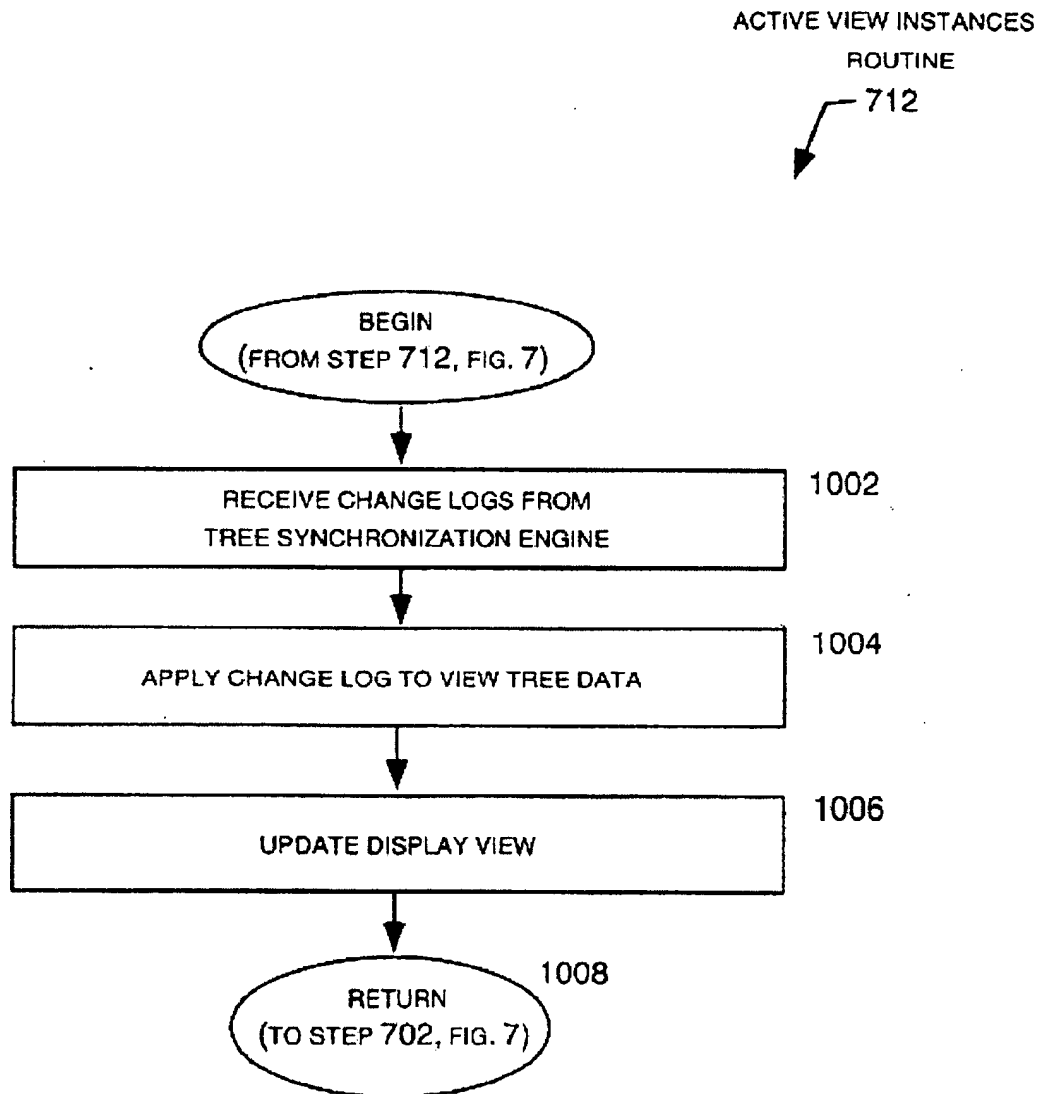 ACTIVE VIEW INSTANCES
ROUTINE
712
BEGIN
(FROM STEP 712, FIG. 7)
1002
RECEIVE CHANGE LOGS FROM
TREE SYNCHRONIZATION ENGINE
1004
APPLY CHANGE LOG TO VIEW TREE DATA
1006
UPDATE DISPLAY VIEW
1008
RETURN
(TO STEP 702, FIG. 7)